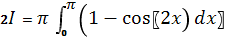 2I = π ∫₀^π (1 − cos〖2x) dx〗